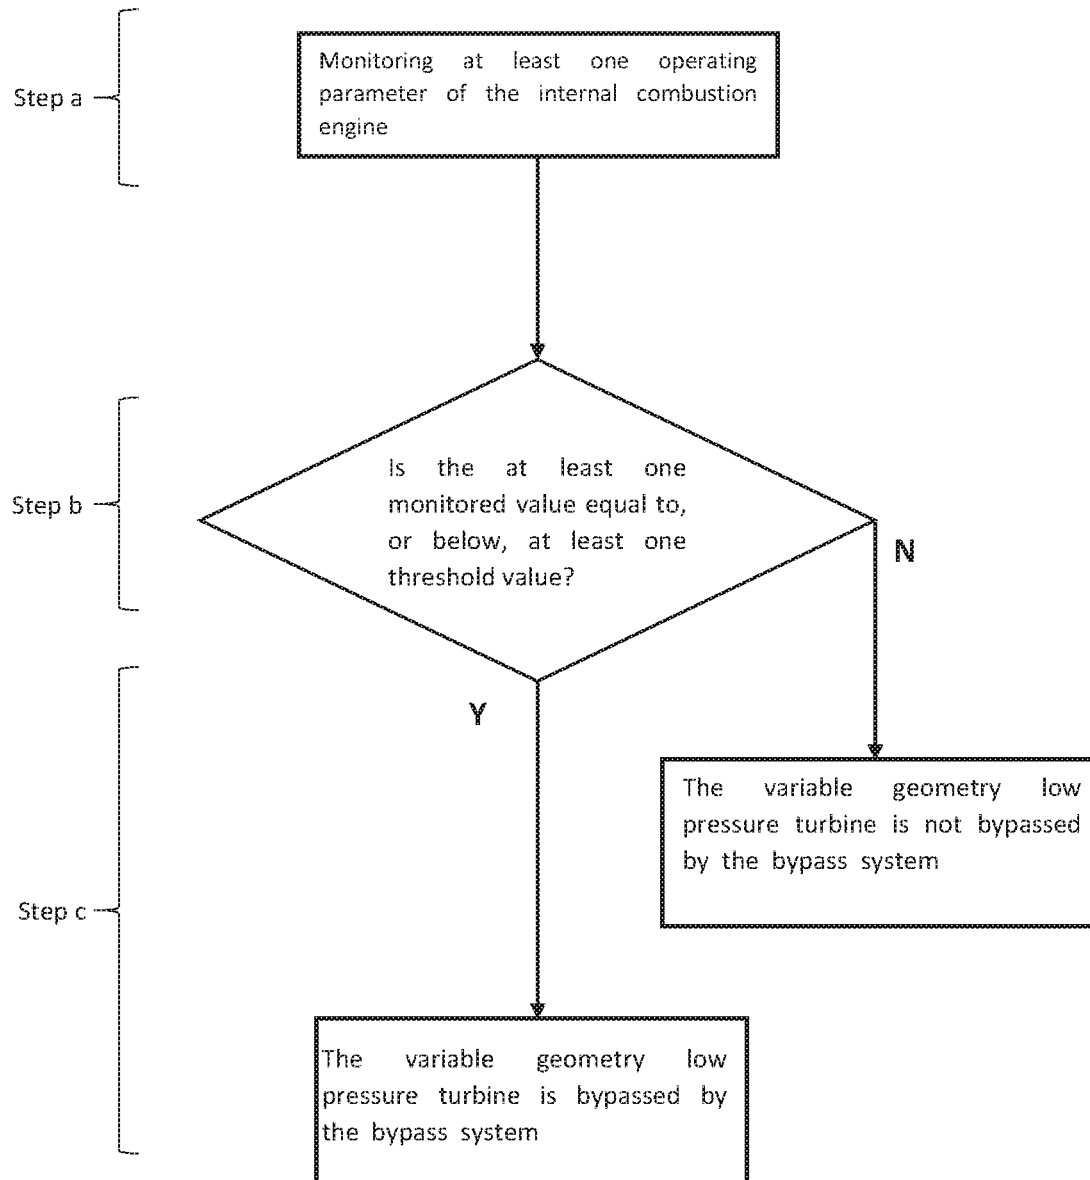 Step a
Monitoring at least one operating
parameter of the internal combustion
engine
Step b
Is the at least one
monitored value equal to,
or below, at least one
threshold value?
N
Y
The variable geometry low
pressure turbine is not bypassed
by the bypass system
Step c
The variable geometry low
pressure turbine is bypassed by
the bypass system